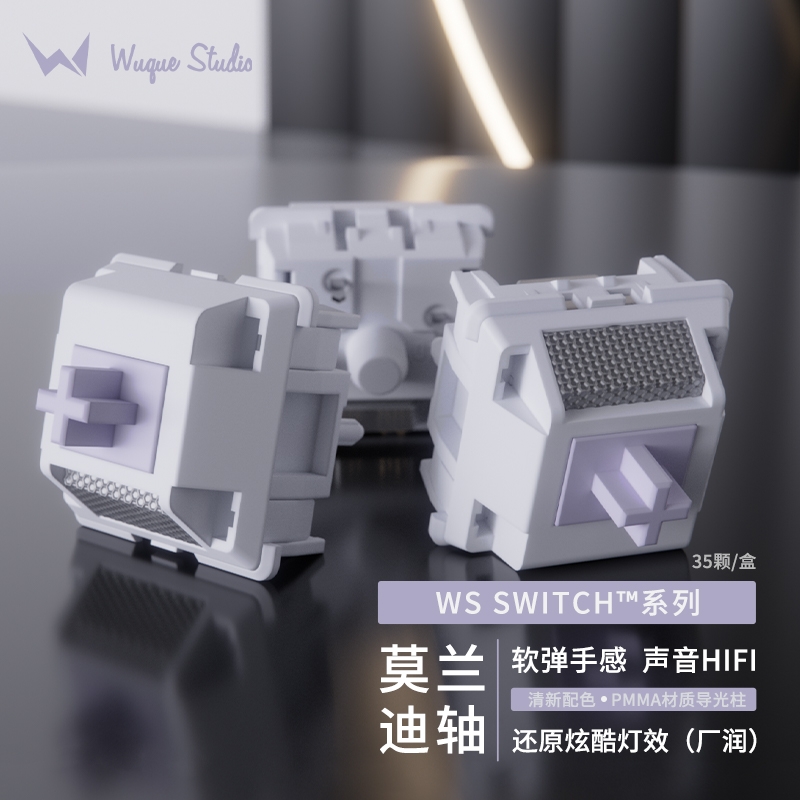 Wuque Studio
35颗/盒
WS SWITCH™系列
莫兰
迪轴
软弹手感 声音HIFI
清新配色•PMMA材质导光柱
还原炫酷灯效（厂润）